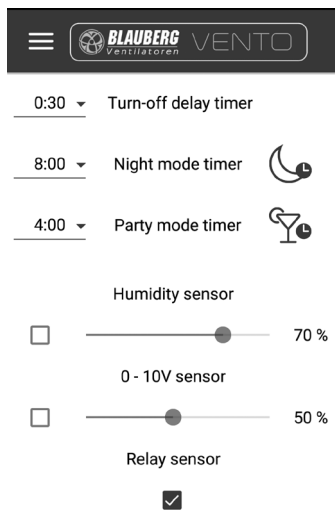 BLAUBERG VENTO
Ventilatoren
0:30 Turn-off delay timer
8:00 Night mode timer
4:00 Party mode timer
Humidity sensor
70 %
0 - 10V sensor
50 %
Relay sensor